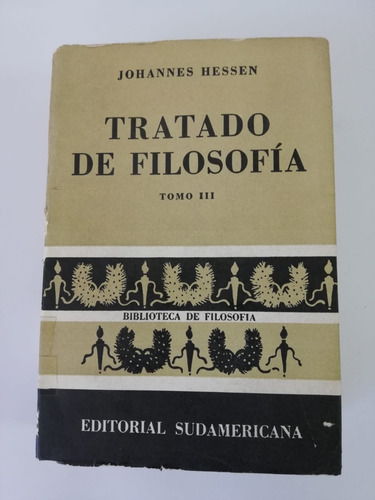 JOHANNES HESSEN
TRATADO
DE FILOSOFÍA
TOMO III
BIBLIOTECA DE FILOSOFIA
EDITORIAL SUDAMERICANA